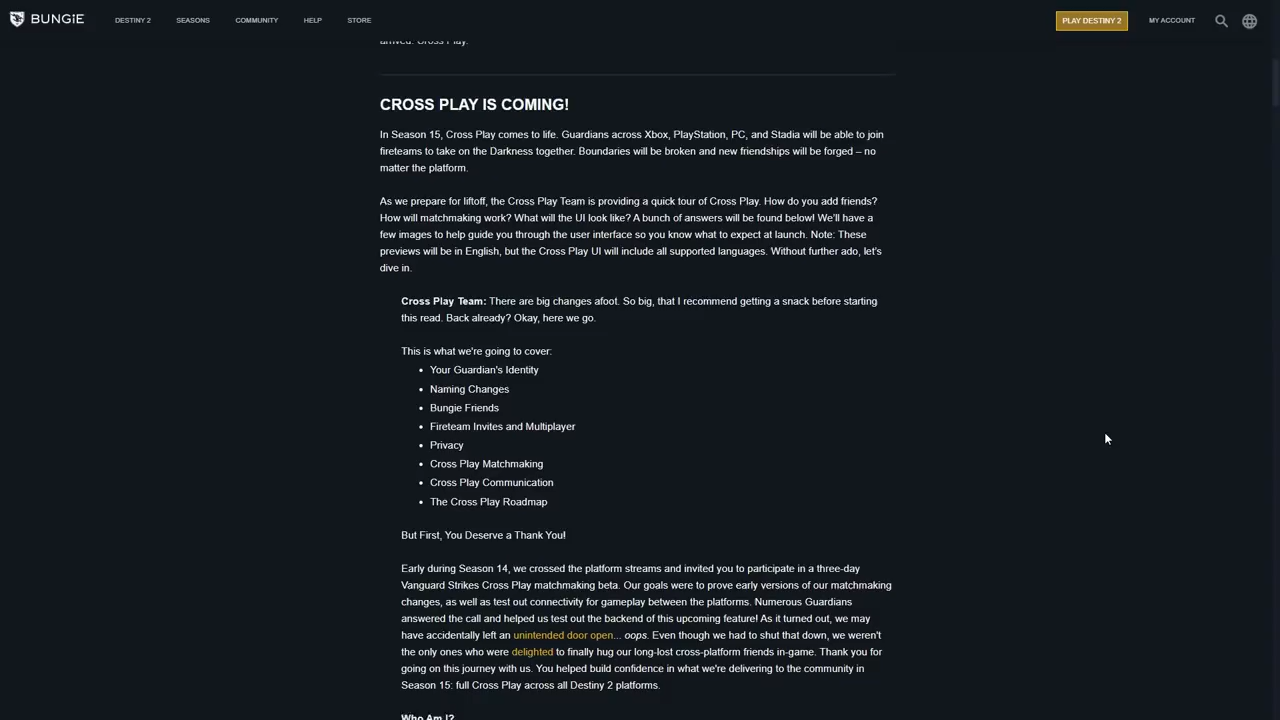 BUNGiE
DESTINY 2
SEASONS
COMMUNITY
HELP
STORE
PLAY DESTINY 2
MY ACCOUNT
arrived: Cross Play.
CROSS PLAY IS COMING!
In Season 15, Cross Play comes to life. Guardians across Xbox, PlayStation, PC, and Stadia will be able to join
fireteams to take on the Darkness together. Boundaries will be broken and new friendships will be forged – no
matter the platform.
As we prepare for liftoff, the Cross Play Team is providing a quick tour of Cross Play. How do you add friends?
How will matchmaking work? What will the UI look like? A bunch of answers will be found below! We'll have a
few images to help guide you through the user interface so you know what to expect at launch. Note: These
previews will be in English, but the Cross Play UI will include all supported languages. Without further ado, let's
dive in.
Cross Play Team: There are big changes afoot. So big, that I recommend getting a snack before starting
this read. Back already? Okay, here we go.
This is what we're going to cover:
• Your Guardian's Identity
• Naming Changes
• Bungie Friends
• Fireteam Invites and Multiplayer
• Privacy
• Cross Play Matchmaking
• Cross Play Communication
• The Cross Play Roadmap
But First, You Deserve a Thank You!
Early during Season 14, we crossed the platform streams and invited you to participate in a three-day
Vanguard Strikes Cross Play matchmaking beta. Our goals were to prove early versions of our matchmaking
changes, as well as test out connectivity for gameplay between the platforms. Numerous Guardians
answered the call and helped us test out the backend of this upcoming feature! As it turned out, we may
have accidentally left an unintended door open... oops. Even though we had to shut that down, we weren't
the only ones who were delighted to finally hug our long-lost cross-platform friends in-game. Thank you for
going on this journey with us. You helped build confidence in what we're delivering to the community in
Season 15: full Cross Play across all Destiny 2 platforms.
Who Am I?